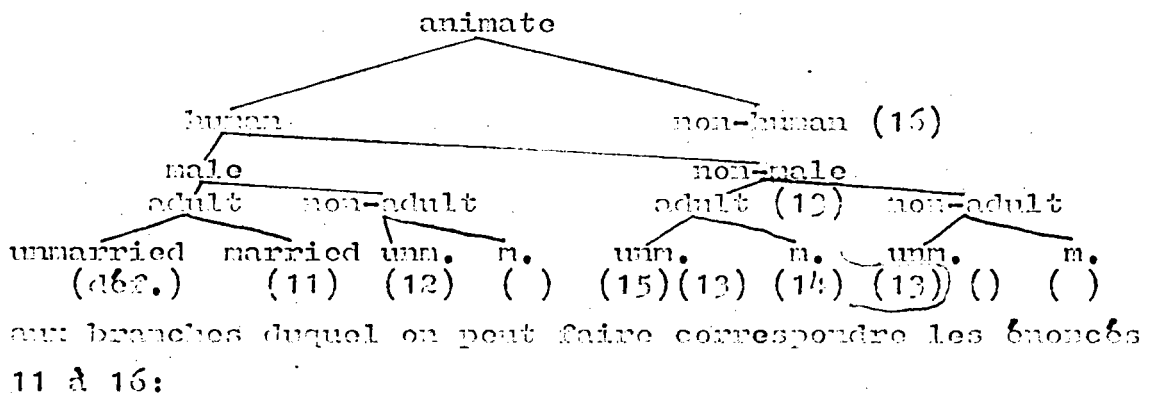 animate
human non-human (16)
male non-male
adult non-adult adult (13) non-adult
unmarried married unm. m. unm. m. unm. m.
(déf.) (11) (12) ( ) (15)(13) (14) (13) () ( )
aux branches duquel on peut faire correspondre les énoncés
11 à 16: